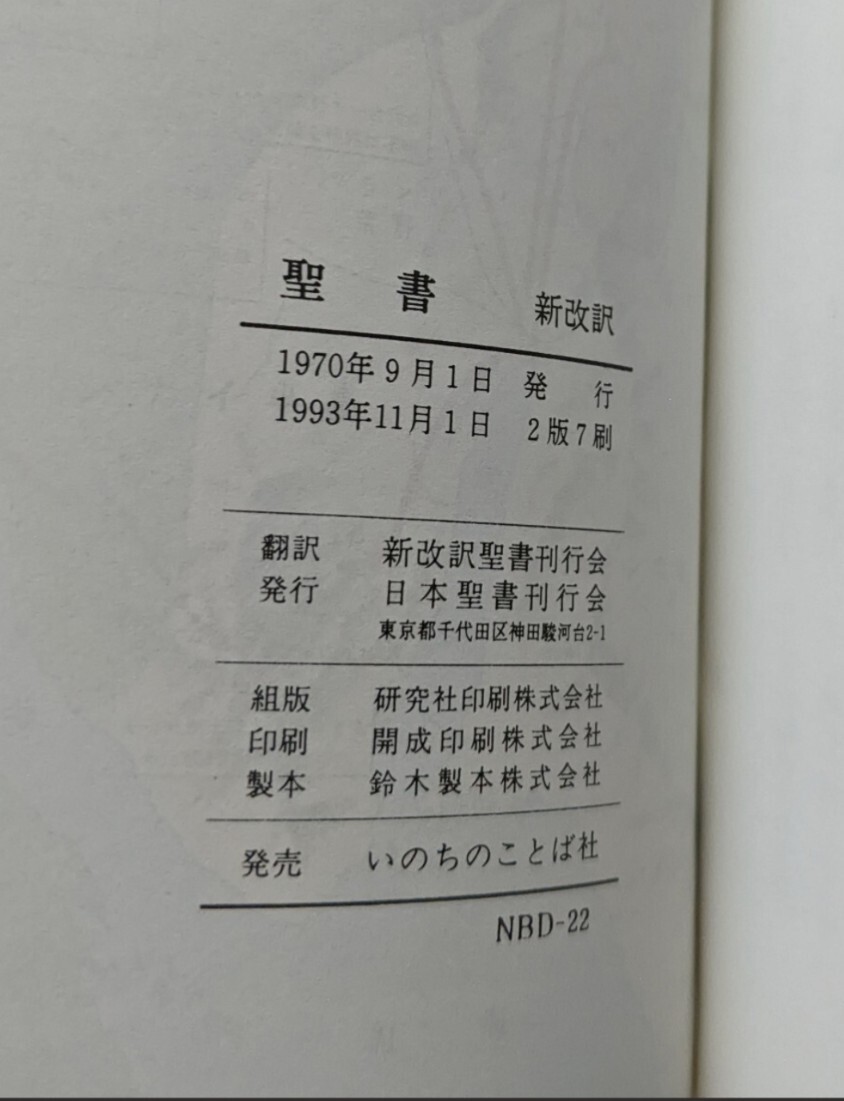 聖書 新改訳
1970年9月1日 発行
1993年11月1日 2版7刷
翻訳 新改訳聖書刊行会
発行 日本聖書刊行会
東京都千代田区神田駿河台2-1
組版 研究社印刷株式会社
印刷 開成印刷株式会社
製本 鈴木製本株式会社
発売 いのちのことば社
NBD-22